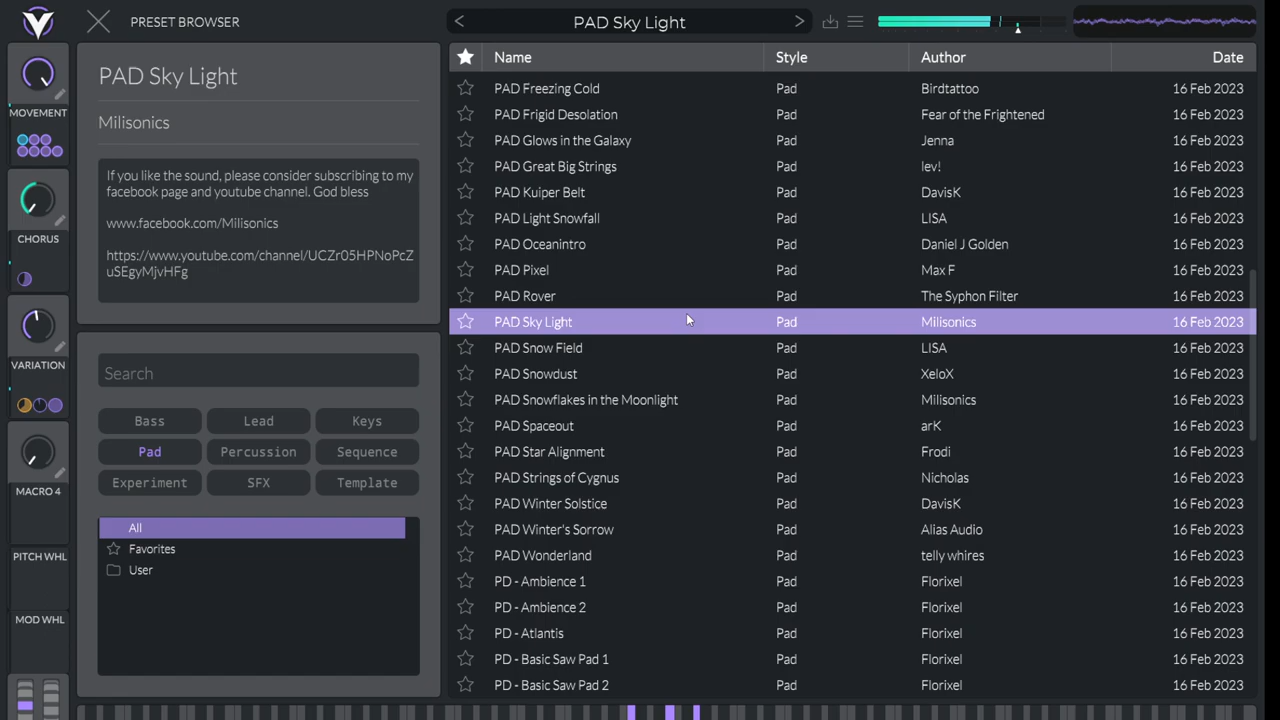 PRESET BROWSER
PAD Sky Light
MOVEMENT
CHORUS
VARIATION
MACRO 4
PITCH WHL
MOD WHL
PAD Sky Light
Milisonics
If you like the sound, please consider subscribing to my
facebook page and youtube channel. God bless
www.facebook.com/Milisonics
https://www.youtube.com/channel/UCZr05HPNoPcZ
uSEgyMjvHFg
Search
Bass Lead Keys
Pad Percussion Sequence
Experiment SFX Template
All
Favorites
User
Name Style Author Date
PAD Freezing Cold Pad Birdtattoo 16 Feb 2023
PAD Frigid Desolation Pad Fear of the Frightened 16 Feb 2023
PAD Glows in the Galaxy Pad Jenna 16 Feb 2023
PAD Great Big Strings Pad lev! 16 Feb 2023
PAD Kuiper Belt Pad DavisK 16 Feb 2023
PAD Light Snowfall Pad LISA 16 Feb 2023
PAD Oceanintro Pad Daniel J Golden 16 Feb 2023
PAD Pixel Pad Max F 16 Feb 2023
PAD Rover Pad The Syphon Filter 16 Feb 2023
PAD Sky Light Pad Milisonics 16 Feb 2023
PAD Snow Field Pad LISA 16 Feb 2023
PAD Snowdust Pad XeloX 16 Feb 2023
PAD Snowflakes in the Moonlight Pad Milisonics 16 Feb 2023
PAD Spaceout Pad arK 16 Feb 2023
PAD Star Alignment Pad Frodi 16 Feb 2023
PAD Strings of Cygnus Pad Nicholas 16 Feb 2023
PAD Winter Solstice Pad DavisK 16 Feb 2023
PAD Winter's Sorrow Pad Alias Audio 16 Feb 2023
PAD Wonderland Pad telly whires 16 Feb 2023
PD - Ambience 1 Pad Florixel 16 Feb 2023
PD - Ambience 2 Pad Florixel 16 Feb 2023
PD - Atlantis Pad Florixel 16 Feb 2023
PD - Basic Saw Pad 1 Pad Florixel 16 Feb 2023
PD - Basic Saw Pad 2 Pad Florixel 16 Feb 2023